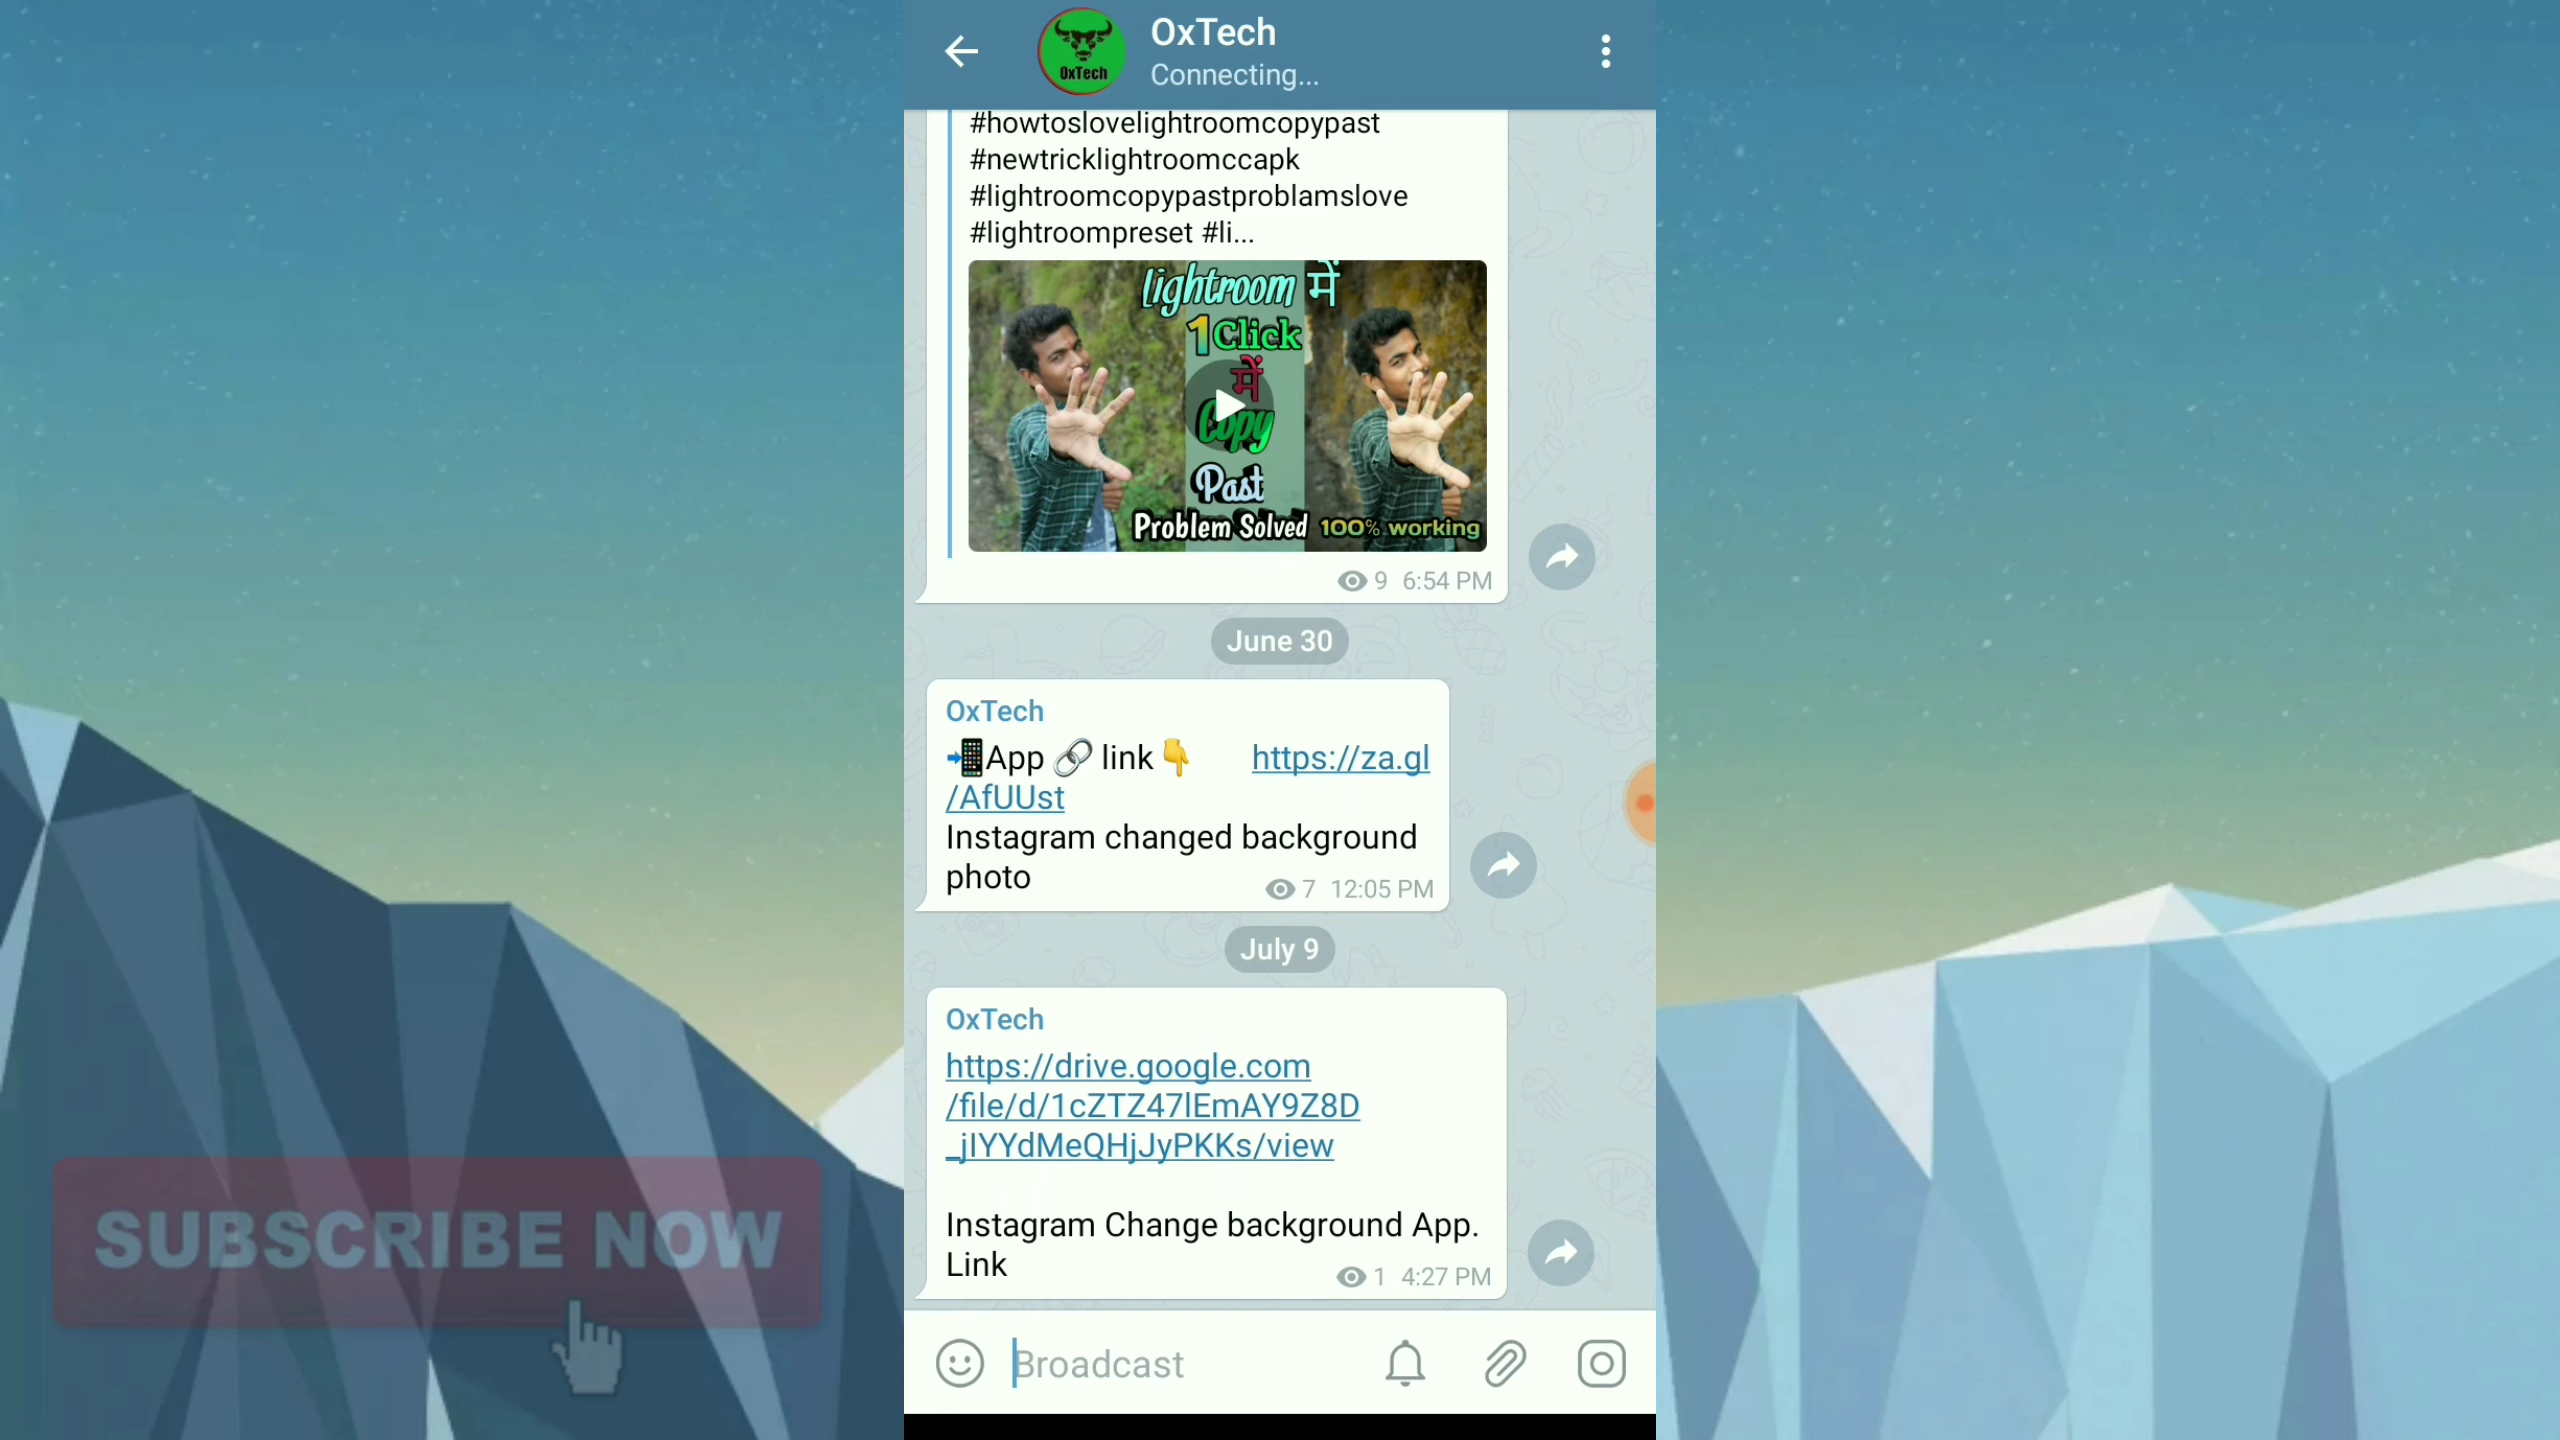 OxTech
OxTech
Connecting...
#howtoslovelightroomcopypast
#newtricklightroomccapk
#lightroomcopypastproblamslove
#lightroompreset #li...
lightroom में
1Click
में
Copy
Past
Problem Solved 100% working
9 6:54 PM
June 30
OxTech
App link https://za.gl
/AfUUst
Instagram changed background
photo
7 12:05 PM
July 9
OxTech
https://drive.google.com
/file/d/1cZTZ47lEmAY9Z8D
_jIYYdMeQHjJyPKKs/view
Instagram Change background App.
Link
1 4:27 PM
Broadcast
SUBSCRIBE NOW